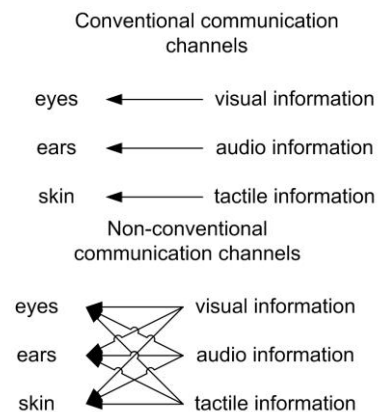 Conventional communication
channels
eyes visual information
ears audio information
skin tactile information
Non-conventional
communication channels
eyes visual information
ears audio information
skin tactile information